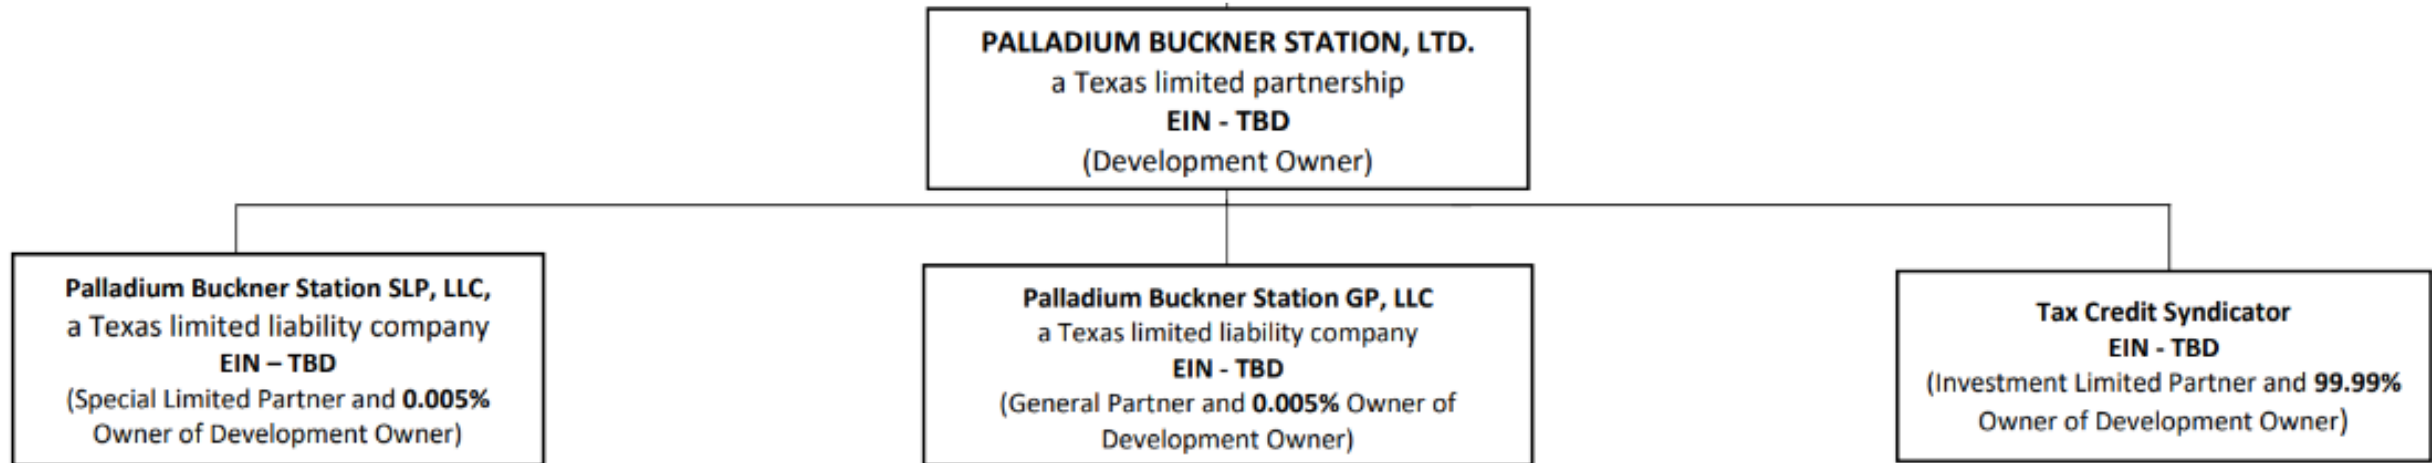 PALLADIUM BUCKNER STATION, LTD.
a Texas limited partnership
EIN - TBD
(Development Owner)
Palladium Buckner Station SLP, LLC,
a Texas limited liability company
EIN – TBD
(Special Limited Partner and 0.005%
Owner of Development Owner)
Palladium Buckner Station GP, LLC
a Texas limited liability company
EIN - TBD
(General Partner and 0.005% Owner of
Development Owner)
Tax Credit Syndicator
EIN - TBD
(Investment Limited Partner and 99.99%
Owner of Development Owner)